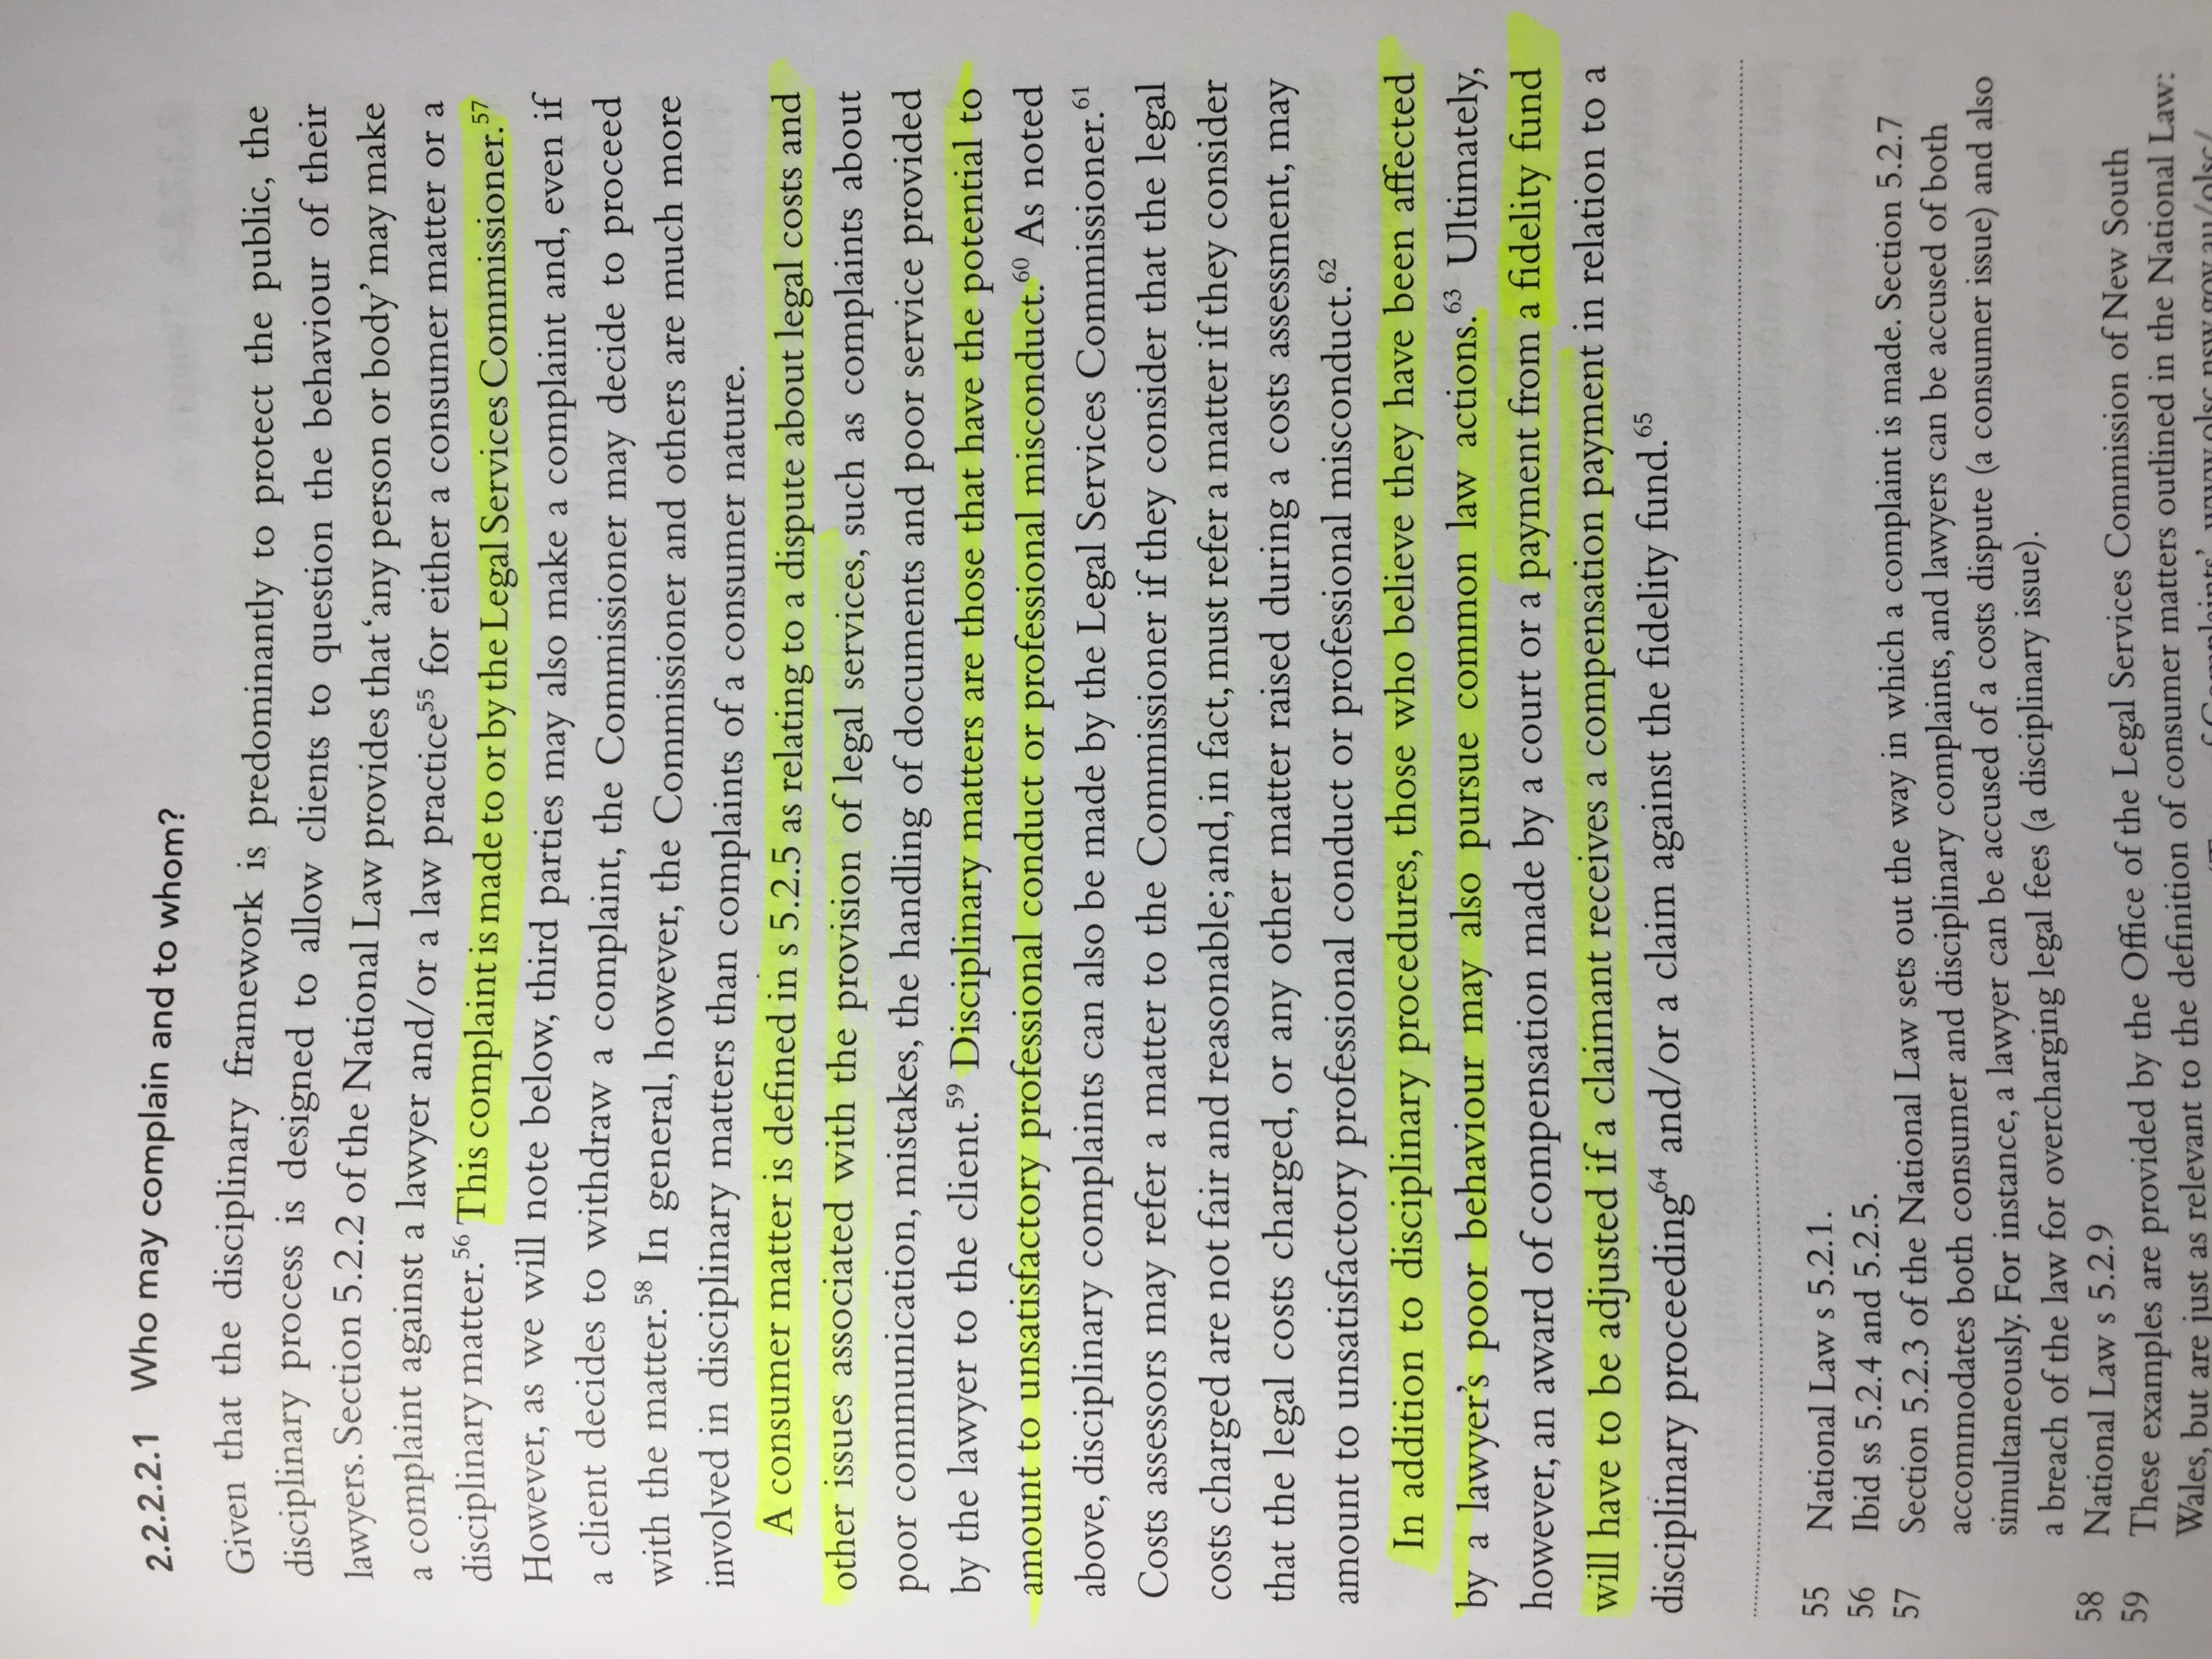 2.2.2.2.1 Who may complain and to whom?
Given that the disciplinary framework is predominantly to protect the public, the
disciplinary process is designed to allow clients to question the behaviour of their
lawyers. Section 5.2.2 of the National Law provides that ‘any person or body’ may make
a complaint against a lawyer and/or a law practice55 for either a consumer matter or a
disciplinary matter.56 This complaint is made to or by the Legal Services Commissioner.57
However, as we will note below, third parties may also make a complaint and, even if
a client decides to withdraw a complaint, the Commissioner may decide to proceed
with the matter.58 In general, however, the Commissioner and others are much more
involved in disciplinary matters than complaints of a consumer nature.
A consumer matter is defined in s 5.2.5 as relating to a dispute about legal costs and
other issues associated with the provision of legal services, such as complaints about
poor communication, mistakes, the handling of documents and poor service provided
by the lawyer to the client.59 Disciplinary matters are those that have the potential to
amount to unsatisfactory professional conduct or professional misconduct.60 As noted
above, disciplinary complaints can also be made by the Legal Services Commissioner.61
Costs assessors may refer a matter to the Commissioner if they consider that the legal
costs charged are not fair and reasonable; and, in fact, must refer a matter if they consider
that the legal costs charged, or any other matter raised during a costs assessment, may
amount to unsatisfactory professional conduct or professional misconduct.62
In addition to disciplinary procedures, those who believe they have been affected
by a lawyer’s poor behaviour may also pursue common law actions.63 Ultimately,
however, an award of compensation made by a court or a payment from a fidelity fund
will have to be adjusted if a claimant receives a compensation payment in relation to a
disciplinary proceeding64 and/or a claim against the fidelity fund.65
55 National Law s 5.2.1.
56 Ibid ss 5.2.4 and 5.2.5.
57 Section 5.2.3 of the National Law sets out the way in which a complaint is made. Section 5.2.7
accommodates both consumer and disciplinary complaints, and lawyers can be accused of both
simultaneously. For instance, a lawyer can be accused of a costs dispute (a consumer issue) and also
a breach of the law for overcharging legal fees (a disciplinary issue).
58 National Law s 5.2.9
59 These examples are provided by the Office of the Legal Services Commission of New South
Wales, but are just as relevant to the definition of consumer matters outlined in the National Law:
of Complaints’, www.olsc.nsw.gov.au/olsc/